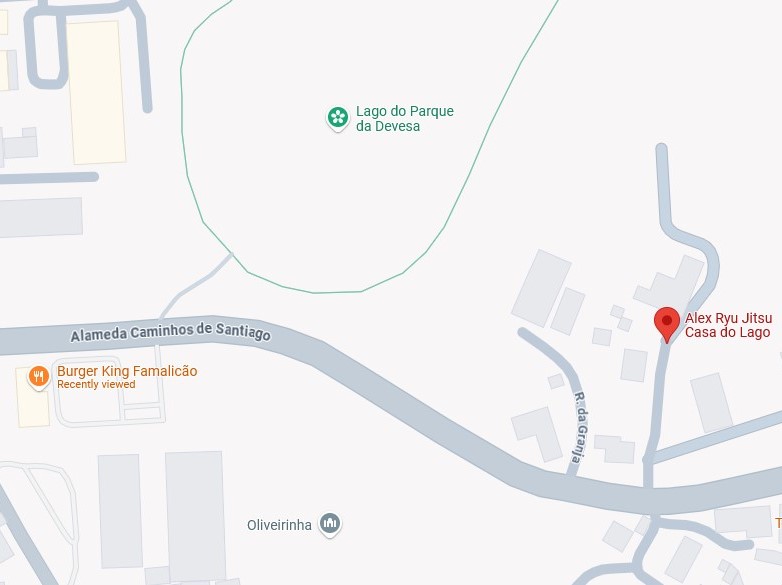 Lago do Parque
da Devesa
Alameda Caminhos de Santiago
Alex Ryu Jitsu
Casa do Lago
Burger King Famalicão
Recently viewed
R. da Granja
Oliveirinha
T